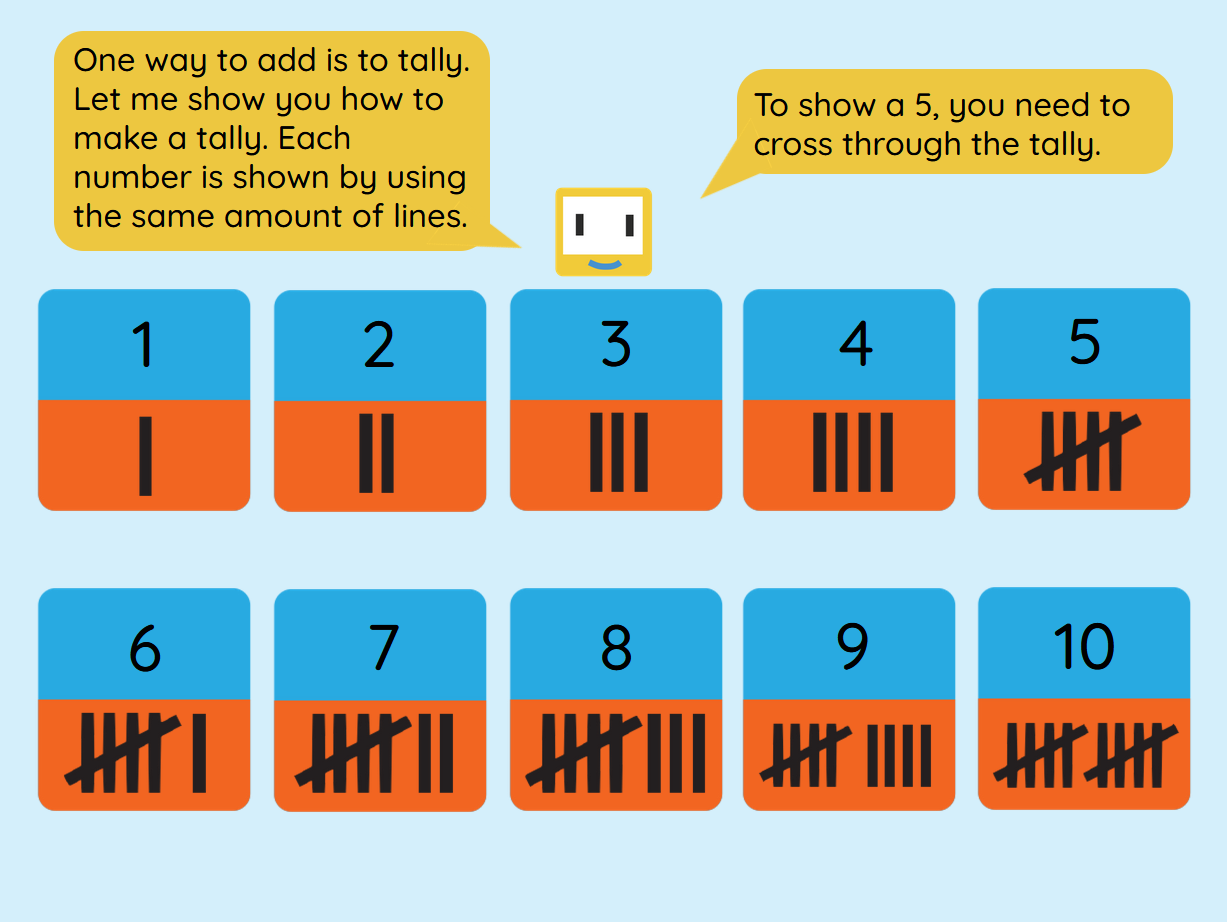 One way to add is to tally.
Let me show you how to
make a tally. Each
number is shown by using
the same amount of lines.
To show a 5, you need to
cross through the tally.
1 2 3 4 5
6 7 8 9 10